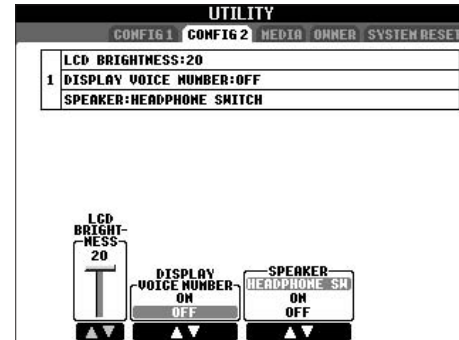 UTILITY
CONFIG 1 CONFIG 2 MEDIA OWNER SYSTEM RESET
LCD BRIGHTNESS:20
1 DISPLAY VOICE NUMBER:OFF
SPEAKER:HEADPHONE SWITCH
LCD
BRIGHT-
NESS
20
DISPLAY
VOICE NUMBER
ON
OFF
SPEAKER
HEADPHONE SW
ON
OFF